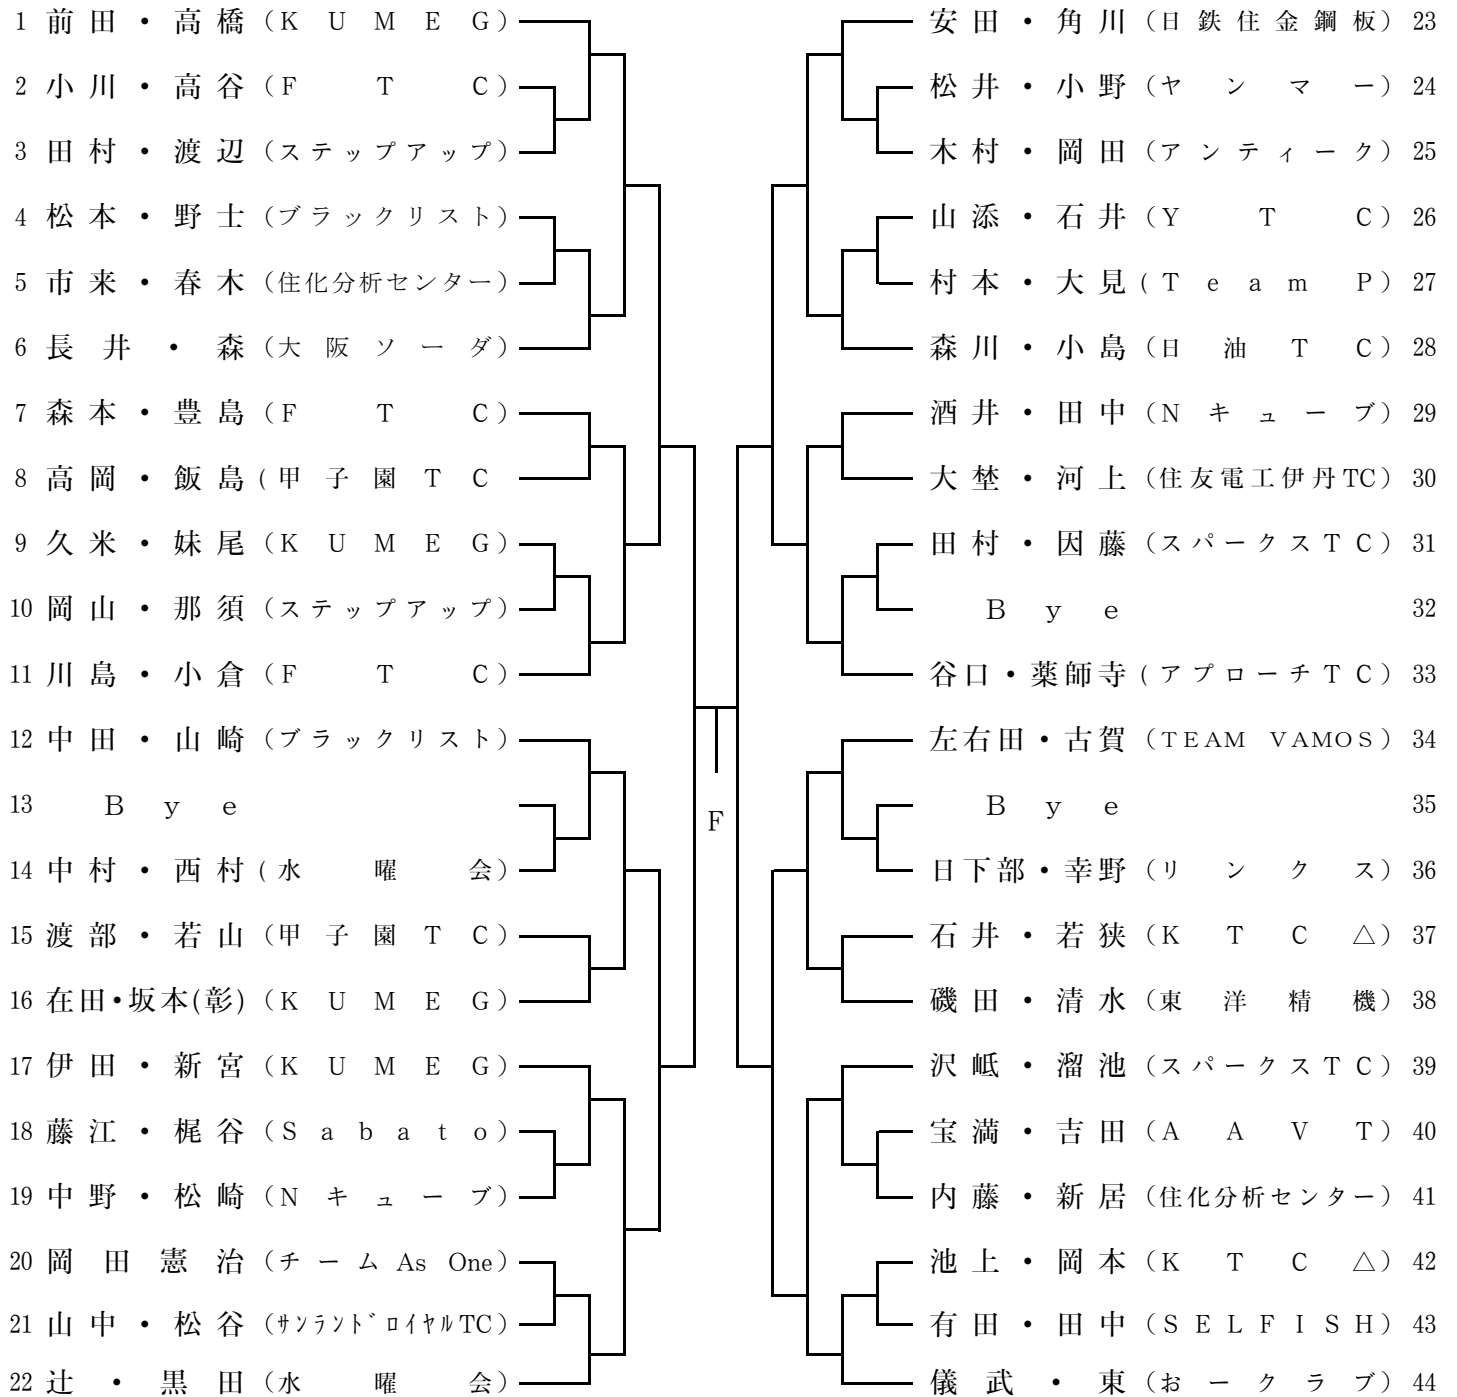 1 前田・高橋（KUMEG）
2 小川・高谷（FTC）
3 田村・渡辺（ステップアップ）
4 松本・野士（ブラックリスト）
5 市来・春木（住化分析センター）
6 長井・森（大阪ソーダ）
7 森本・豊島（FTC）
8 高岡・飯島(甲子園TC
9 久米・妹尾（KUMEG）
10 岡山・那須（ステップアップ）
11 川島・小倉（FTC）
12 中田・山崎（ブラックリスト）
13 Bye
14 中村・西村(水曜会）
15 渡部・若山（甲子園TC）
16 在田・坂本(彰)（KUMEG）
17 伊田・新宮（KUMEG）
18 藤江・梶谷（Sabato）
19 中野・松崎（Nキューブ）
20 岡田憲治（チームAs One）
21 山中・松谷（ｻﾝﾗﾝﾄﾞﾛｲﾔﾙTC）
22 辻・黒田（水曜会）
F
安田・角川（日鉄住金鋼板）23
松井・小野（ヤンマー）24
木村・岡田（アンティーク）25
山添・石井（YTC）26
村本・大見(Team P）27
森川・小島（日油TC）28
酒井・田中（Nキューブ）29
大埜・河上（住友電工伊丹TC）30
田村・因藤（スパークスTC）31
Bye 32
谷口・薬師寺(アプローチTC）33
左右田・古賀（TEAM VAMOS）34
Bye 35
日下部・幸野（リンクス）36
石井・若狭（KTC△）37
磯田・清水（東洋精機）38
沢岻・溜池（スパークスTC）39
宝満・吉田（AAVT）40
内藤・新居（住化分析センター）41
池上・岡本（KTC△）42
有田・田中（SELFISH）43
儀武・東（おークラブ）44